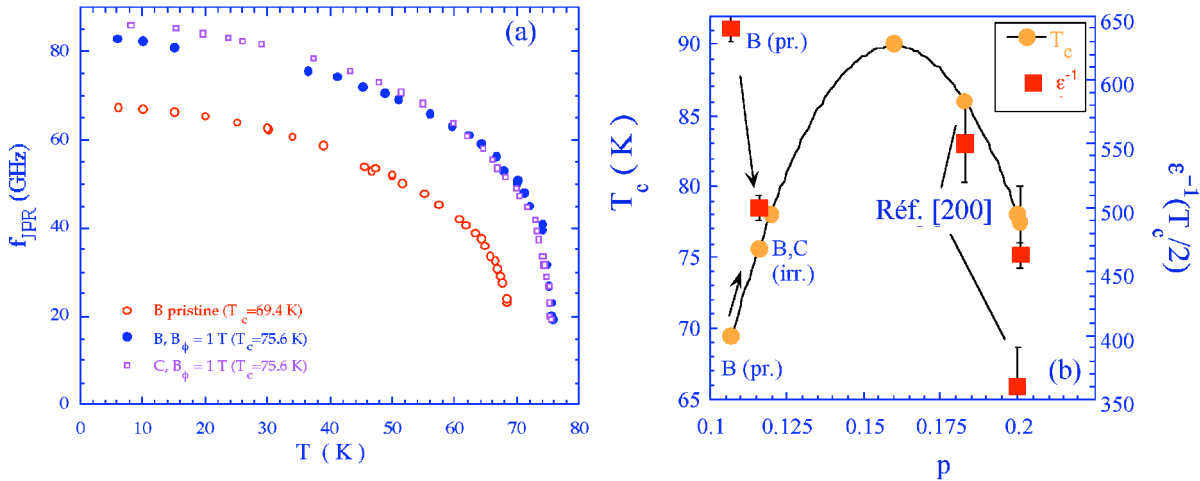 (a)
80
60
40
20
0
f_JPR (GHz)
B pristine (T_c=69.4 K)
B, B_ϕ = 1 T (T_c=75.6 K)
C, B_ϕ = 1 T (T_c=75.6 K)
0 10 20 30 40 50 60 70 80
T ( K )
90
85
80
75
70
65
T_c ( K )
B (pr.)
T_c
ε^-1
Réf. [200]
B,C
(irr.)
B (pr.)
(b)
650
600
550
500
450
400
350
ε^-1(T_c/2)
0.1 0.125 0.15 0.175 0.2
p